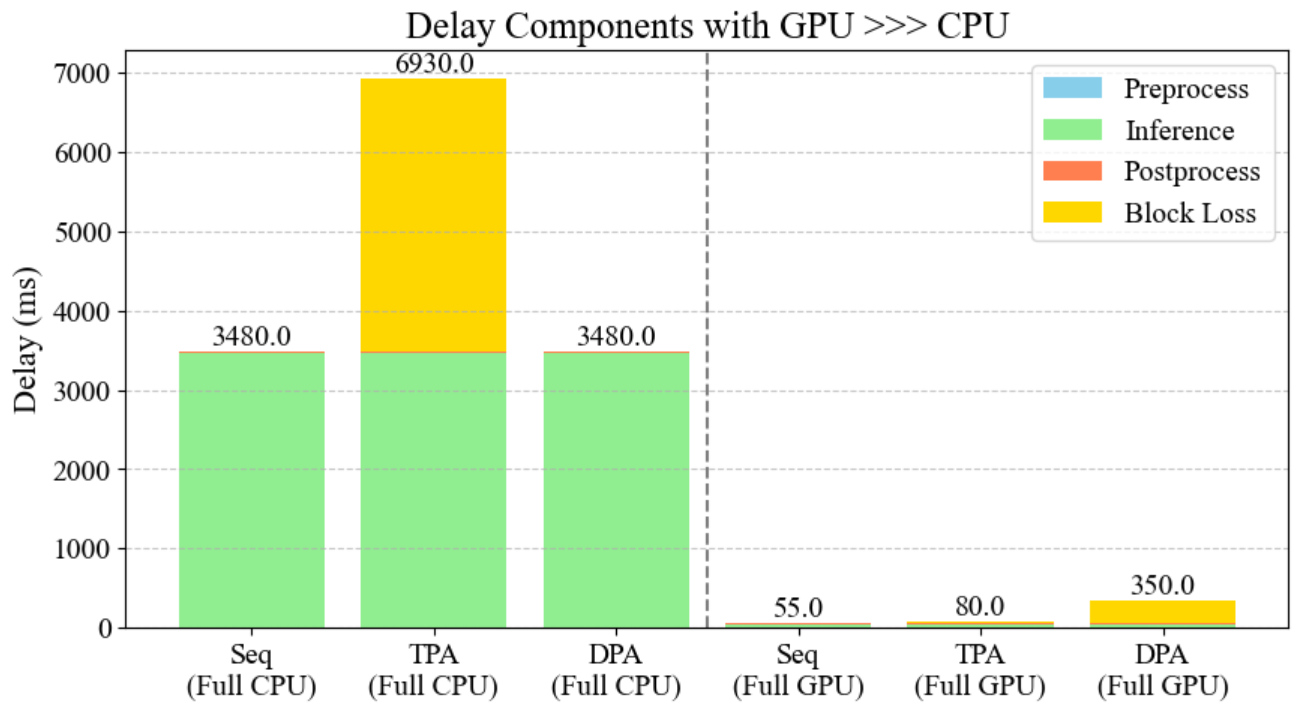 Delay Components with GPU >>> CPU
Delay (ms)
7000
6000
5000
4000
3000
2000
1000
0
3480.0
6930.0
3480.0
55.0
80.0
350.0
Preprocess
Inference
Postprocess
Block Loss
Seq
(Full CPU)
TPA
(Full CPU)
DPA
(Full CPU)
Seq
(Full GPU)
TPA
(Full GPU)
DPA
(Full GPU)